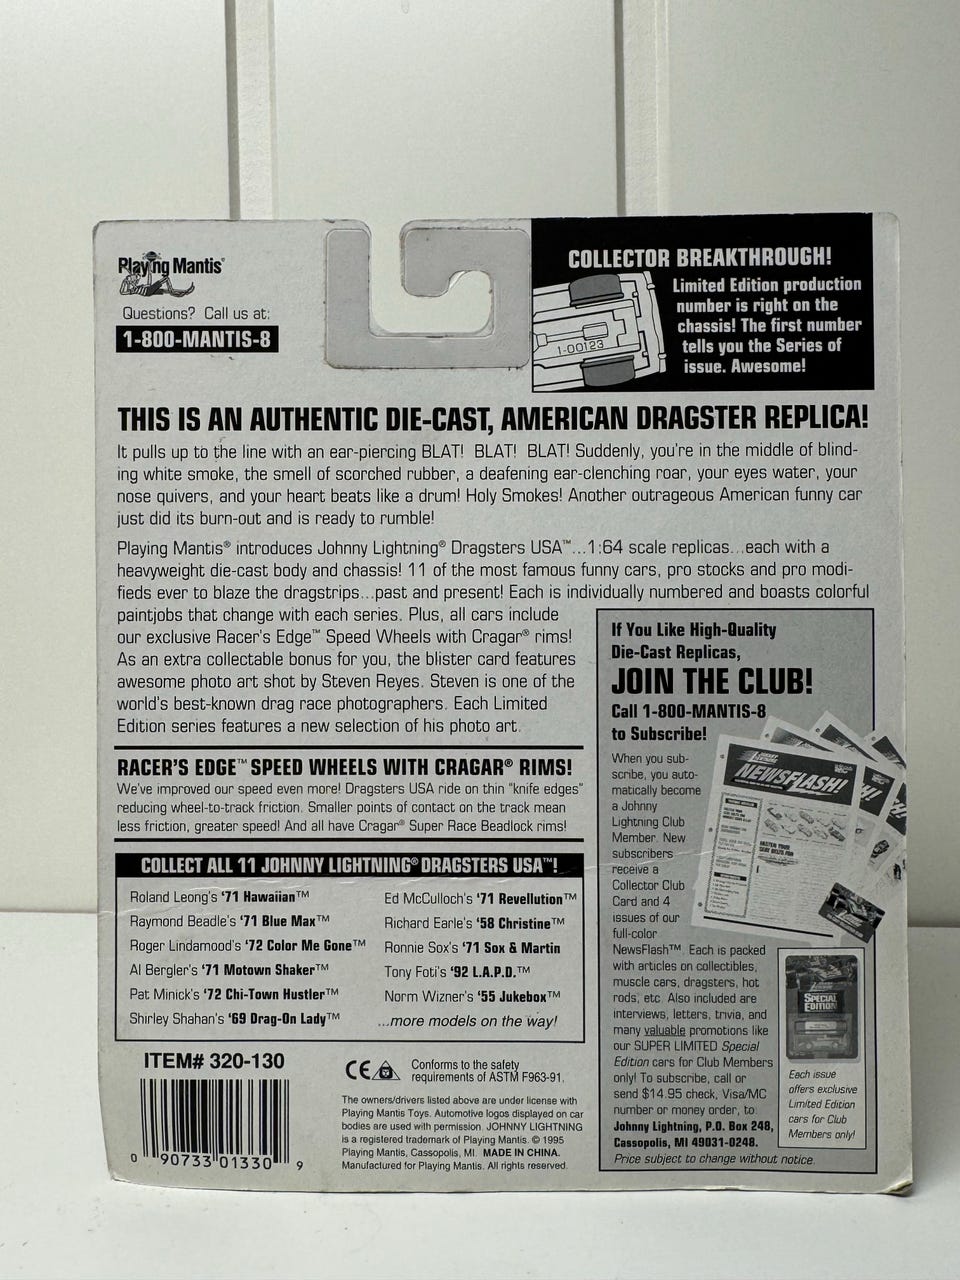 Playing Mantis®
Questions? Call us at:
1-800-MANTIS-8
COLLECTOR BREAKTHROUGH!
Limited Edition production
number is right on the
chassis! The first number
tells you the Series of
issue. Awesome!
1-00123
THIS IS AN AUTHENTIC DIE-CAST, AMERICAN DRAGSTER REPLICA!
It pulls up to the line with an ear-piercing BLAT! BLAT! BLAT! Suddenly, you're in the middle of blind-
ing white smoke, the smell of scorched rubber, a deafening ear-clenching roar, your eyes water, your
nose quivers, and your heart beats like a drum! Holy Smokes! Another outrageous American funny car
just did its burn-out and is ready to rumble!
Playing Mantis® introduces Johnny Lightning® Dragsters USA™...1:64 scale replicas...each with a
heavyweight die-cast body and chassis! 11 of the most famous funny cars, pro stocks and pro modi-
fieds ever to blaze the dragstrips...past and present! Each is individually numbered and boasts colorful
paintjobs that change with each series. Plus, all cars include
our exclusive Racer's Edge™ Speed Wheels with Cragar® rims!
As an extra collectable bonus for you, the blister card features
awesome photo art shot by Steven Reyes. Steven is one of the
world's best-known drag race photographers. Each Limited
Edition series features a new selection of his photo art.
RACER'S EDGE™ SPEED WHEELS WITH CRAGAR® RIMS!
We've improved our speed even more! Dragsters USA ride on thin "knife edges"
reducing wheel-to-track friction. Smaller points of contact on the track mean
less friction, greater speed! And all have Cragar® Super Race Beadlock rims!
COLLECT ALL 11 JOHNNY LIGHTNING® DRAGSTERS USA™!
Roland Leong's '71 Hawaiian™
Raymond Beadle's '71 Blue Max™
Roger Lindamood's '72 Color Me Gone™
Al Bergler's '71 Motown Shaker™
Pat Minick's '72 Chi-Town Hustler™
Shirley Shahan's '69 Drag-On Lady™
Ed McCulloch's '71 Revellution™
Richard Earle's '58 Christine™
Ronnie Sox's '71 Sox & Martin
Tony Foti's '92 L.A.P.D.™
Norm Wizner's '55 Jukebox™
...more models on the way!
ITEM# 320-130
0 90733 01330 9
CE
Conforms to the safety
requirements of ASTM F963-91.
The owners/drivers listed above are under license with
Playing Mantis Toys. Automotive logos displayed on car
bodies are used with permission. JOHNNY LIGHTNING
is a registered trademark of Playing Mantis. © 1995
Playing Mantis, Cassopolis, MI. MADE IN CHINA.
Manufactured for Playing Mantis. All rights reserved.
If You Like High-Quality
Die-Cast Replicas,
JOIN THE CLUB!
Call 1-800-MANTIS-8
to Subscribe!
When you sub-
scribe, you auto-
matically become
a Johnny
Lightning Club
Member. New
subscribers
receive a
Collector Club
Card and 4
issues of our
full-color
NewsFlash™. Each is packed
with articles on collectibles,
muscle cars, dragsters, hot
rods, etc. Also included are
interviews, letters, trivia, and
many valuable promotions like
our SUPER LIMITED Special
Edition cars for Club Members
only! To subscribe, call or
send $14.95 check, Visa/MC
number or money order, to
Johnny Lightning, P.O. Box 248,
Cassopolis, MI 49031-0248.
Price subject to change without notice.
NEWSFLASH!
SPECIAL
EDITION
Each issue
offers exclusive
Limited Edition
cars for Club
Members only!